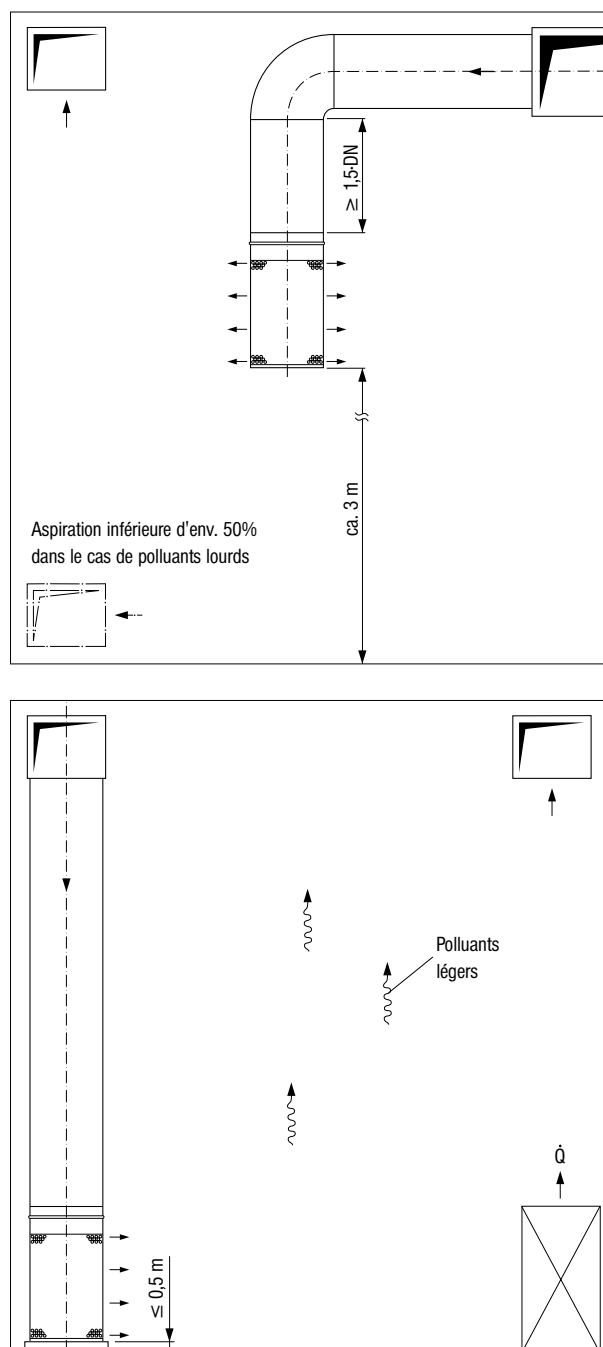 ≥ 1,5·DN
ca. 3 m
Aspiration inférieure d'env. 50%
dans le cas de polluants lourds
Polluants
légers
Q̇
≤ 0,5 m